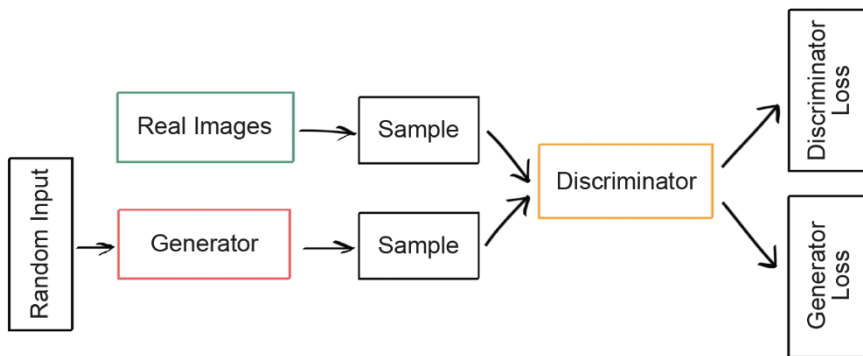 Random Input
Real Images
Sample
Generator
Sample
Discriminator
Discriminator
Loss
Generator
Loss